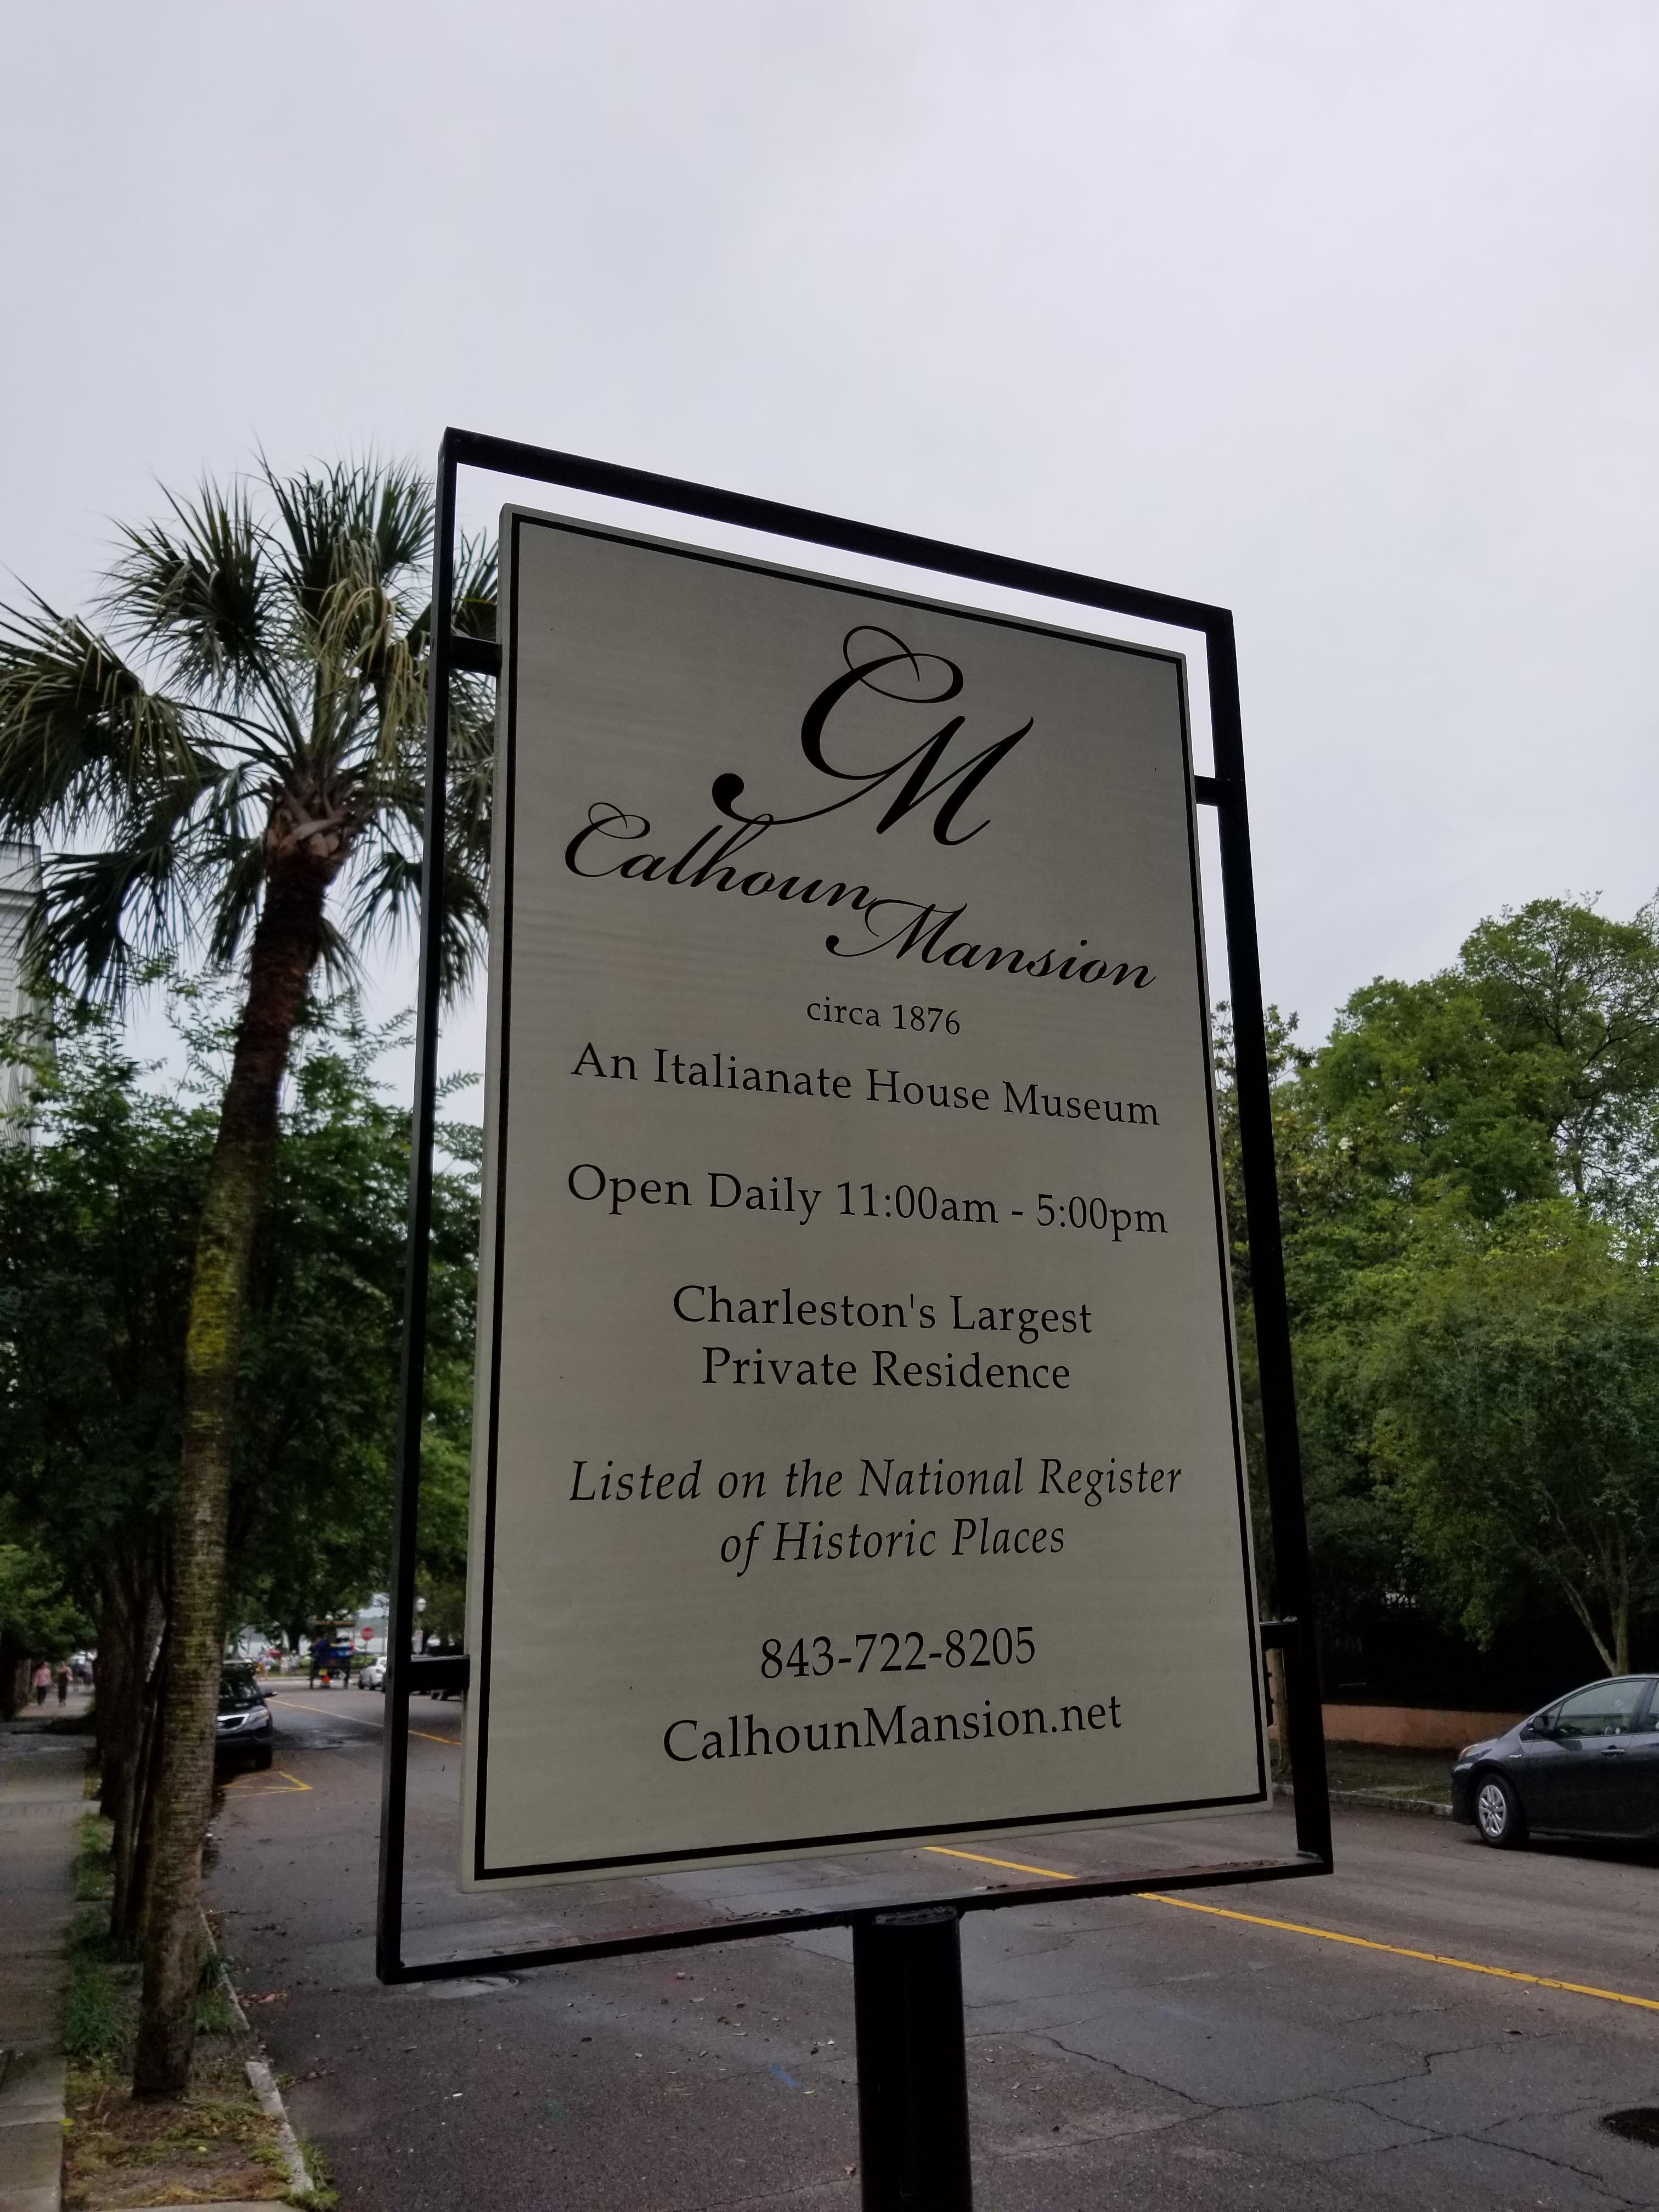 CM
Calhoun
Mansion
circa 1876
An Italianate House Museum
Open Daily 11:00am - 5:00pm
Charleston's Largest
Private Residence
Listed on the National Register
of Historic Places
843-722-8205
CalhounMansion.net